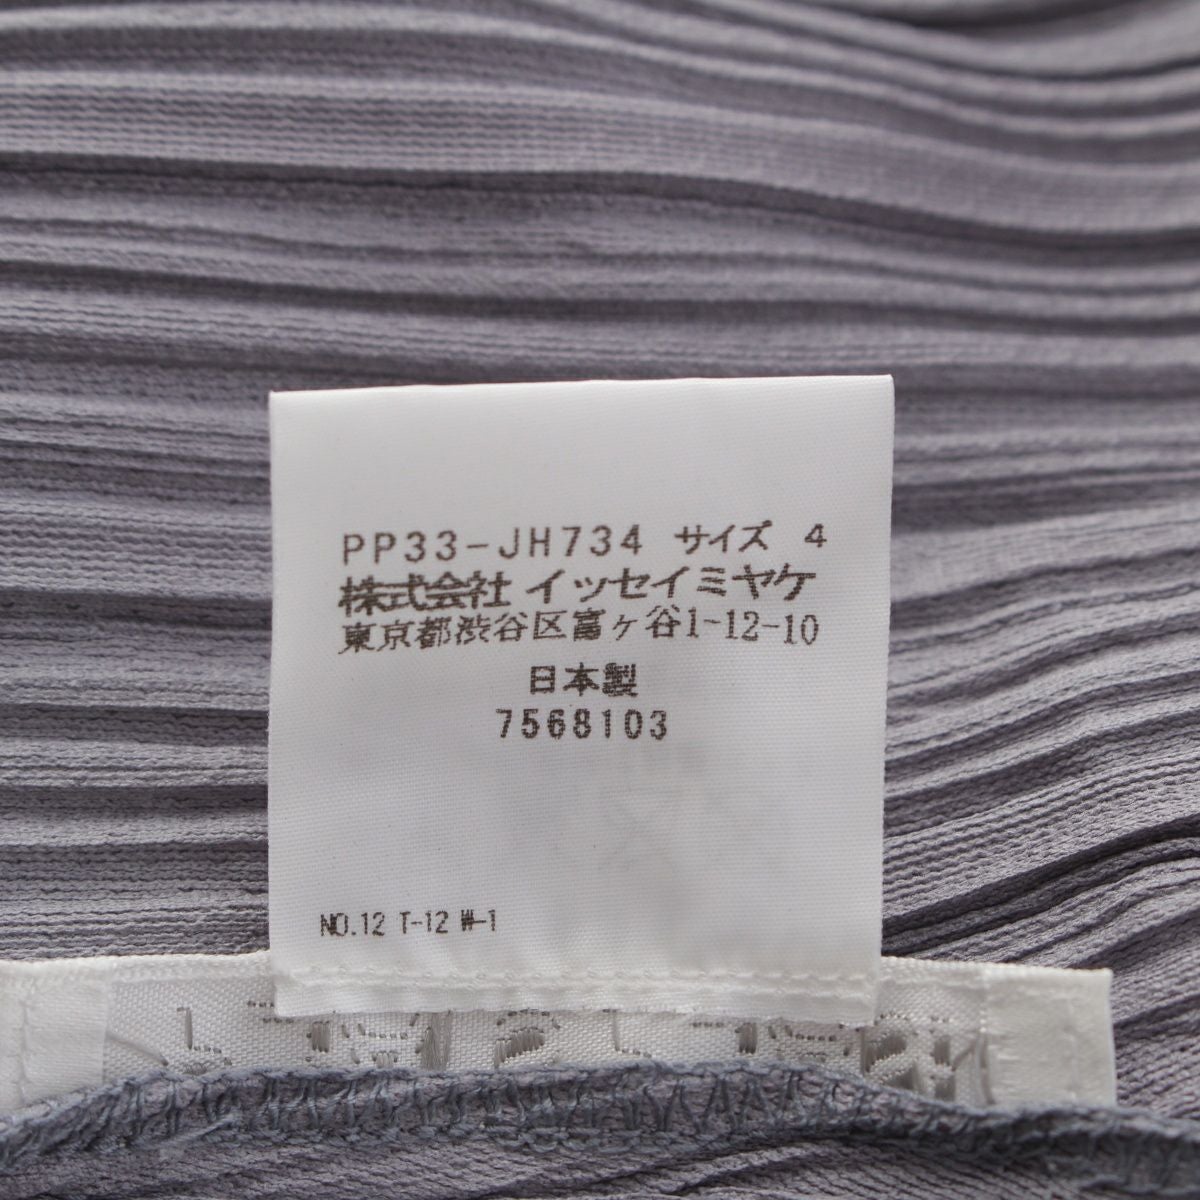 PP33-JH734 サイズ 4
株式会社 イッセイミヤケ
東京都渋谷区富ヶ谷1-12-10
日本製
7568103
NO.12 T-12 W-1